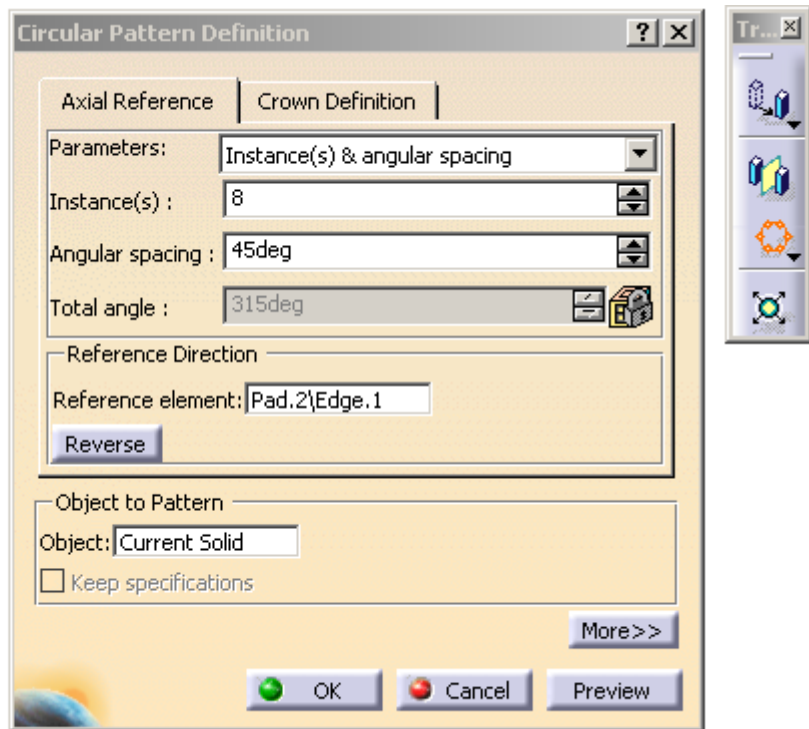 Circular Pattern Definition
Tr...
Axial Reference
Crown Definition
Parameters:
Instance(s) & angular spacing
Instance(s) :
8
Angular spacing :
45deg
Total angle :
315deg
Reference Direction
Reference element:
Pad.2\Edge.1
Reverse
Object to Pattern
Object:
Current Solid
Keep specifications
More>>
OK
Cancel
Preview